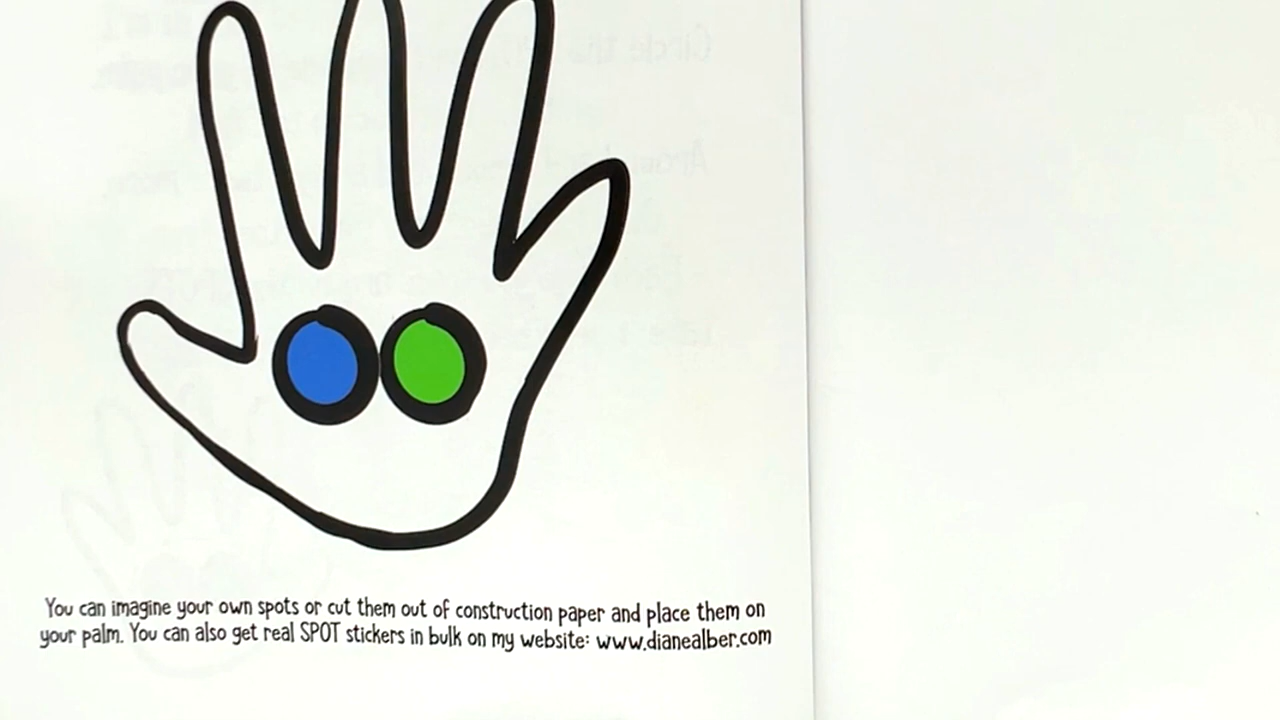 You can imagine your own spots or cut them out of construction paper and place them on
your palm. You can also get real SPOT stickers in bulk on my website: www.dianealber.com